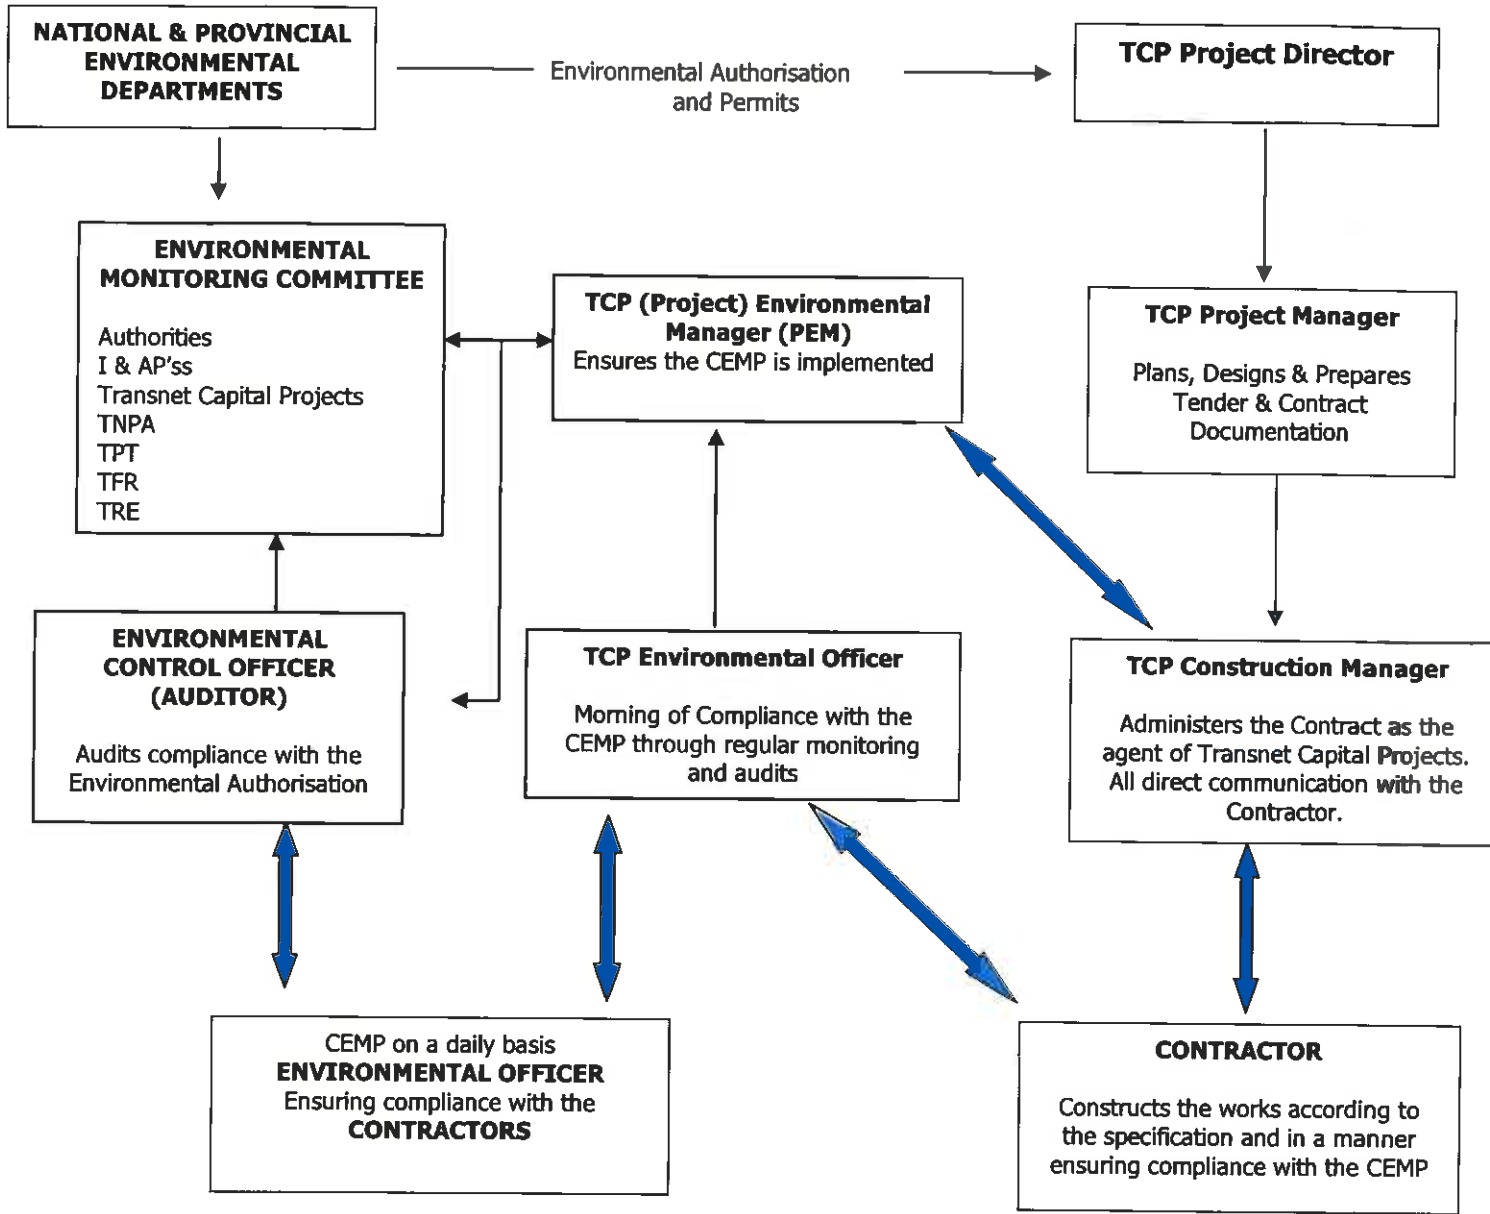 NATIONAL & PROVINCIAL
ENVIRONMENTAL
DEPARTMENTS
Environmental Authorisation
and Permits
TCP Project Director
ENVIRONMENTAL
MONITORING COMMITTEE
Authorities
I & AP'ss
Transnet Capital Projects
TNPA
TPT
TFR
TRE
TCP (Project) Environmental
Manager (PEM)
Ensures the CEMP is implemented
TCP Project Manager
Plans, Designs & Prepares
Tender & Contract
Documentation
ENVIRONMENTAL
CONTROL OFFICER
(AUDITOR)
Audits compliance with the
Environmental Authorisation
TCP Environmental Officer
Morning of Compliance with the
CEMP through regular monitoring
and audits
TCP Construction Manager
Administers the Contract as the
agent of Transnet Capital Projects.
All direct communication with the
Contractor.
CEMP on a daily basis
ENVIRONMENTAL OFFICER
Ensuring compliance with the
CONTRACTORS
CONTRACTOR
Constructs the works according to
the specification and in a manner
ensuring compliance with the CEMP